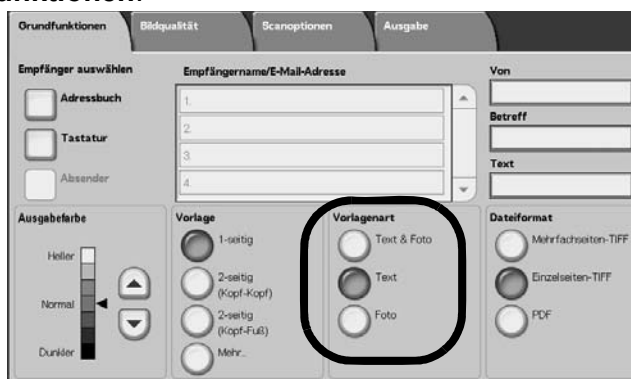 Grundfunktionen Bildqualität Scanoptionen Ausgabe
Empfänger auswählen
Adressbuch
Tastatur
Absender
Empfängername/E-Mail-Adresse
1.
2.
3.
4.
Von
Betreff
Text
Ausgabefarbe
Heller
Normal
Dunkler
Vorlage
1-seitig
2-seitig
(Kopf-Kopf)
2-seitig
(Kopf-Fuß)
Mehr...
Vorlagenart
Text & Foto
Text
Foto
Dateiformat
Mehrfachseiten-TIFF
Einzelseiten-TIFF
PDF